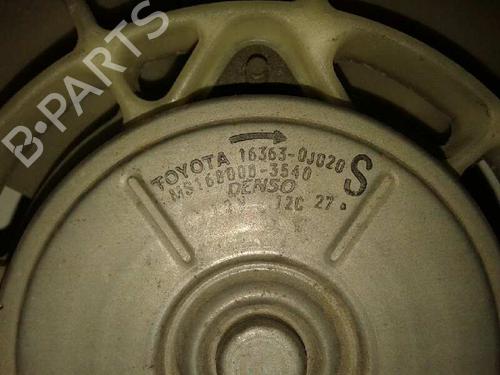 B-PARTS
TOYOTA 16363-0J020
MS168000-3540 S
DENSO
12C 27